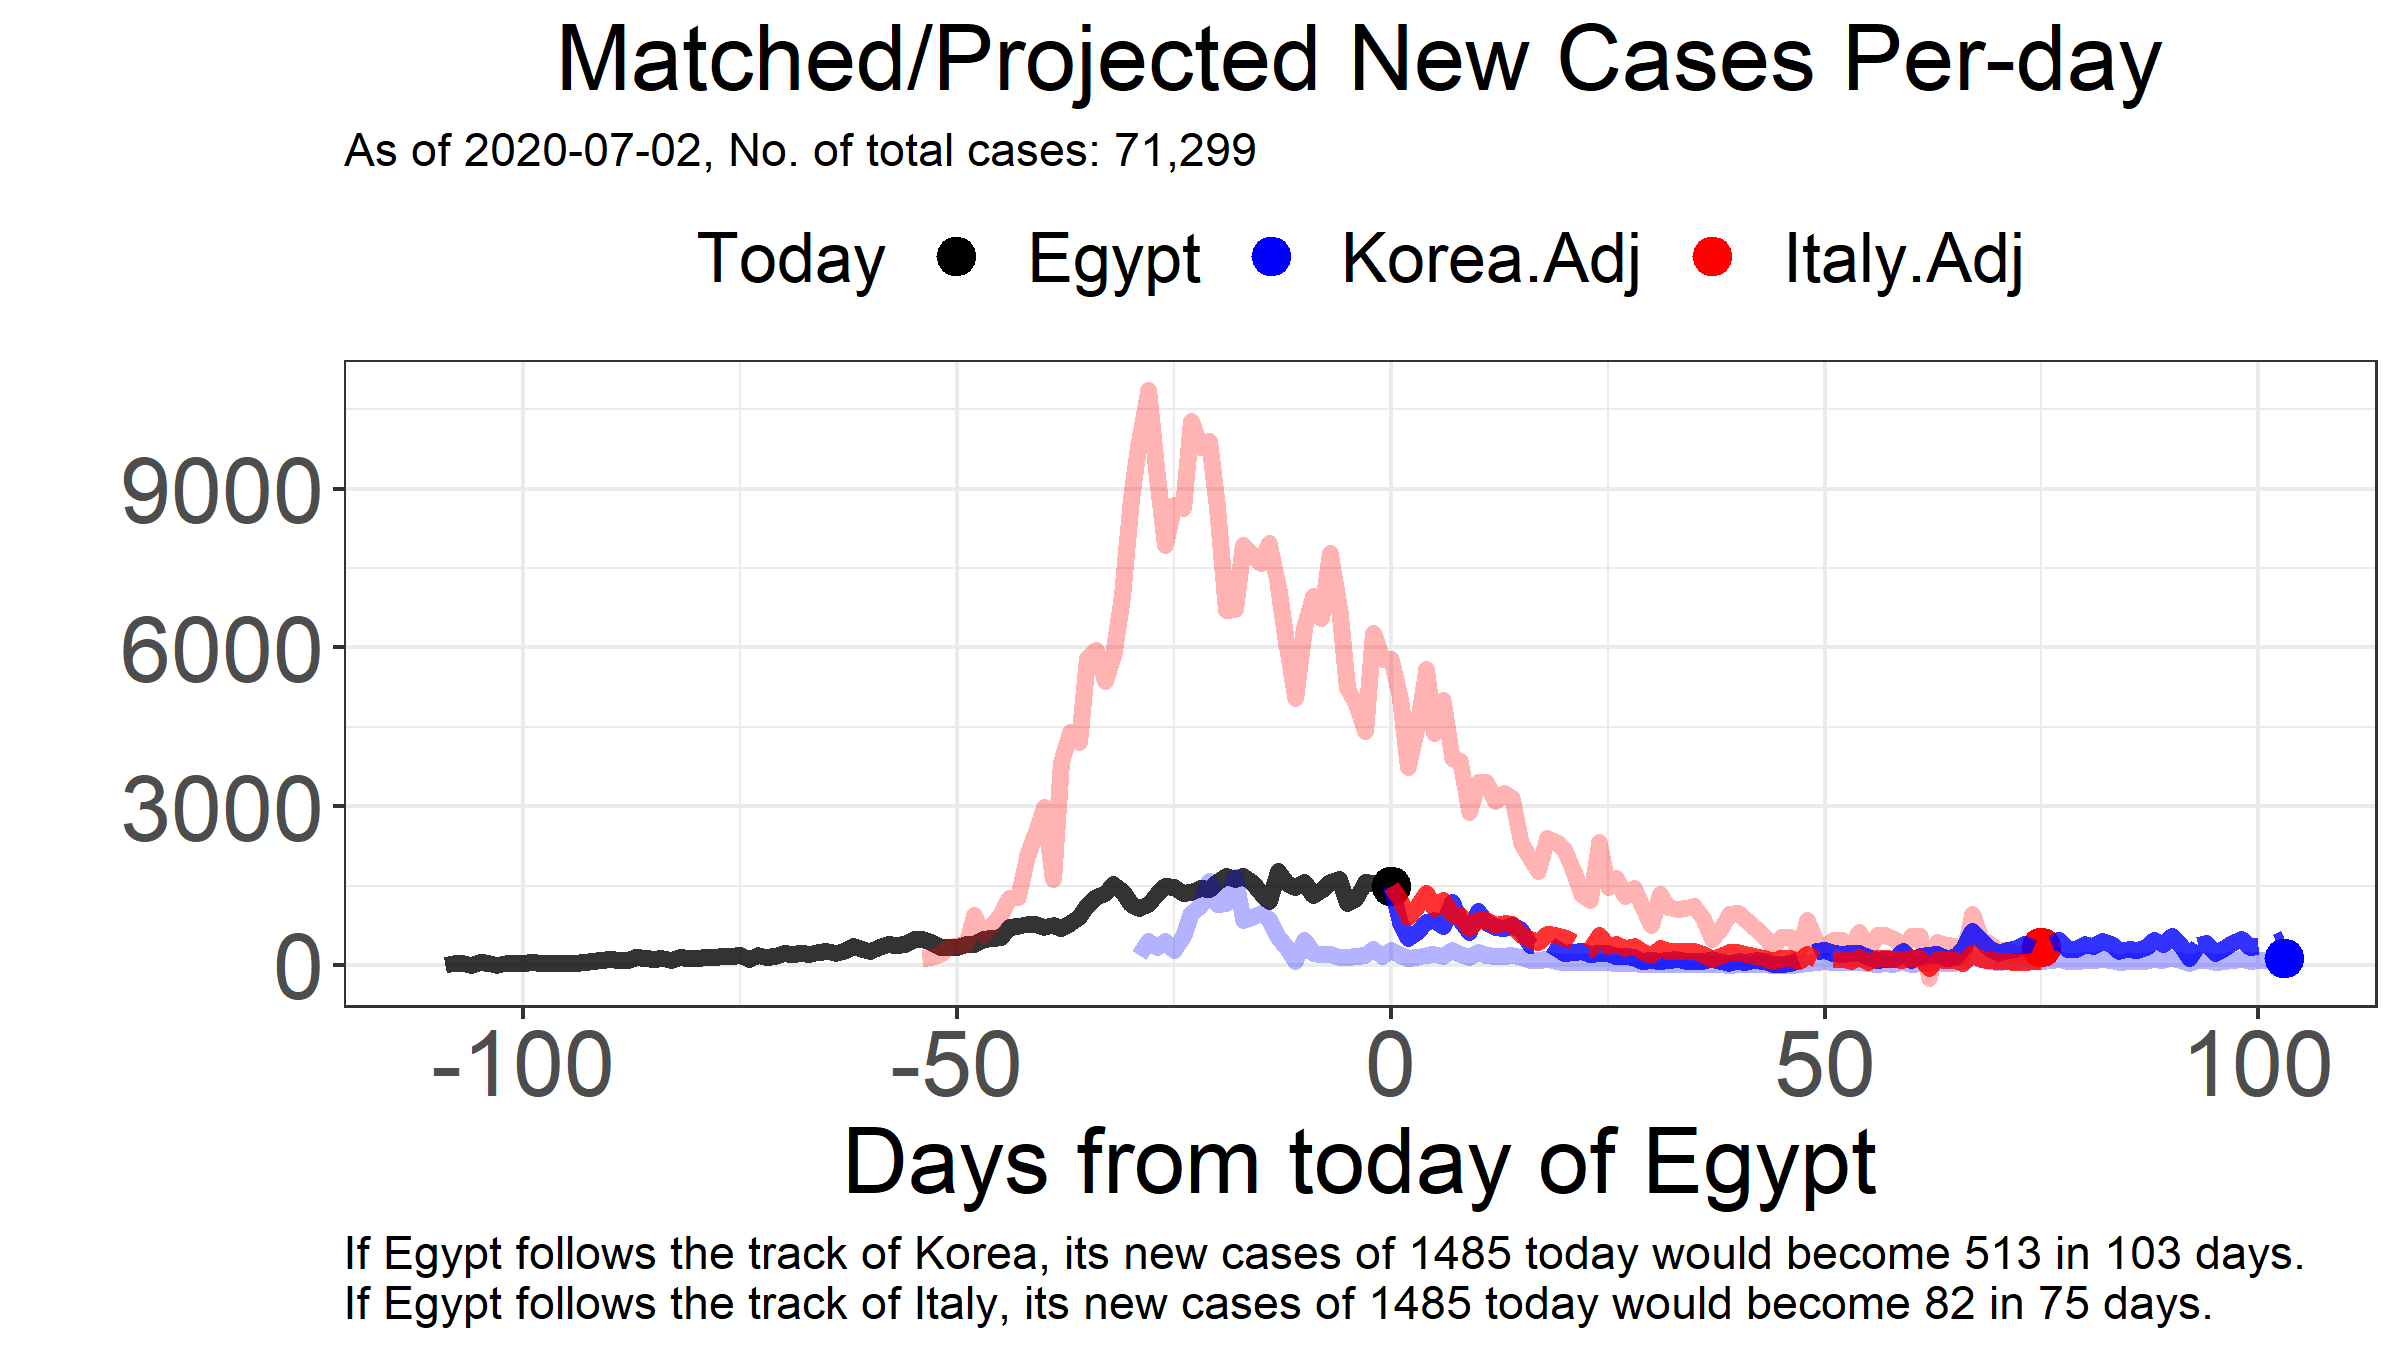 Matched/Projected New Cases Per-day
As of 2020-07-02, No. of total cases: 71,299
Today Egypt Korea.Adj Italy.Adj
9000
6000
3000
0
-100 -50 0 50 100
Days from today of Egypt
If Egypt follows the track of Korea, its new cases of 1485 today would become 513 in 103 days.
If Egypt follows the track of Italy, its new cases of 1485 today would become 82 in 75 days.